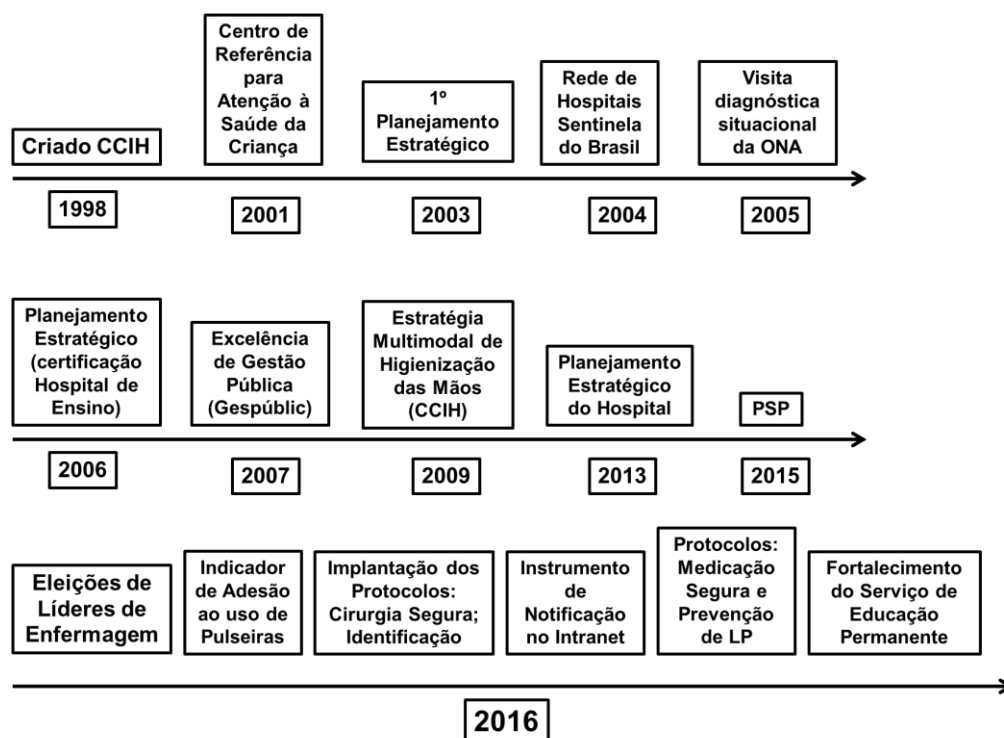 Criado CCIH
Centro de
Referência
para
Atenção à
Saúde da
Criança
1º
Planejamento
Estratégico
Rede de
Hospitais
Sentinela
do Brasil
Visita
diagnóstica
situacional
da ONA
1998
2001
2003
2004
2005
Planejamento
Estratégico
(certificação
Hospital de
Ensino)
Excelência
de Gestão
Pública
(Gespúblic)
Estratégia
Multimodal de
Higienização
das Mãos
(CCIH)
Planejamento
Estratégico
do Hospital
PSP
2006
2007
2009
2013
2015
Eleições de
Líderes de
Enfermagem
Indicador
de Adesão
ao uso de
Pulseiras
Implantação dos
Protocolos:
Cirurgia Segura;
Identificação
Instrumento
de
Notificação
no Intranet
Protocolos:
Medicação
Segura e
Prevenção
de LP
Fortalecimento
do Serviço de
Educação
Permanente
2016